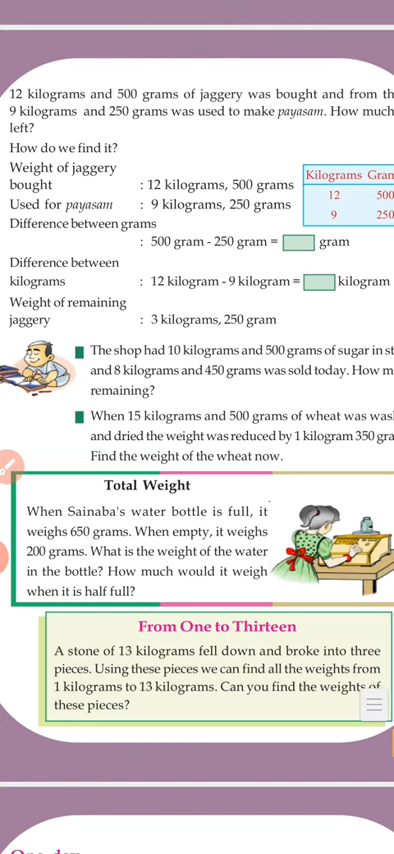 12 kilograms and 500 grams of jaggery was bought and from
9 kilograms and 250 grams was used to make payasam. How much
left?
How do we find it?
Weight of jaggery
bought : 12 kilograms, 500 grams
Used for payasam : 9 kilograms, 250 grams
Kilograms
12 500
9 250
Difference between grams
: 500 gram - 250 gram = gram
Difference between
kilograms : 12 kilogram - 9 kilogram = kilogram
Weight of remaining
jaggery : 3 kilograms, 250 gram
The shop had 10 kilograms and 500 grams of sugar in
and 8 kilograms and 450 grams was sold today. How
remaining?
When 15 kilograms and 500 grams of wheat was
and dried the weight was reduced by 1 kilogram 350
Find the weight of the wheat now.
Total Weight
When Sainaba's water bottle is full, it
weighs 650 grams. When empty, it weighs
200 grams. What is the weight of the water
in the bottle? How much would it weigh
when it is half full?
From One to Thirteen
A stone of 13 kilograms fell down and broke into three
pieces. Using these pieces we can find all the weights from
1 kilograms to 13 kilograms. Can you find the weights of
these pieces?